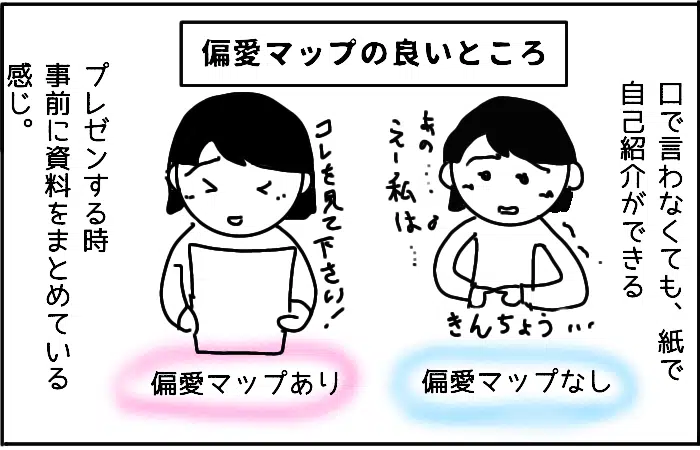 偏愛マップの良いところ
口で言わなくても、紙で
自己紹介ができる
あの……
えー私は…
きんちょう…
偏愛マップなし
コレを見て下さい!
偏愛マップあり
プレゼンする時
事前に資料をまとめている
感じ。